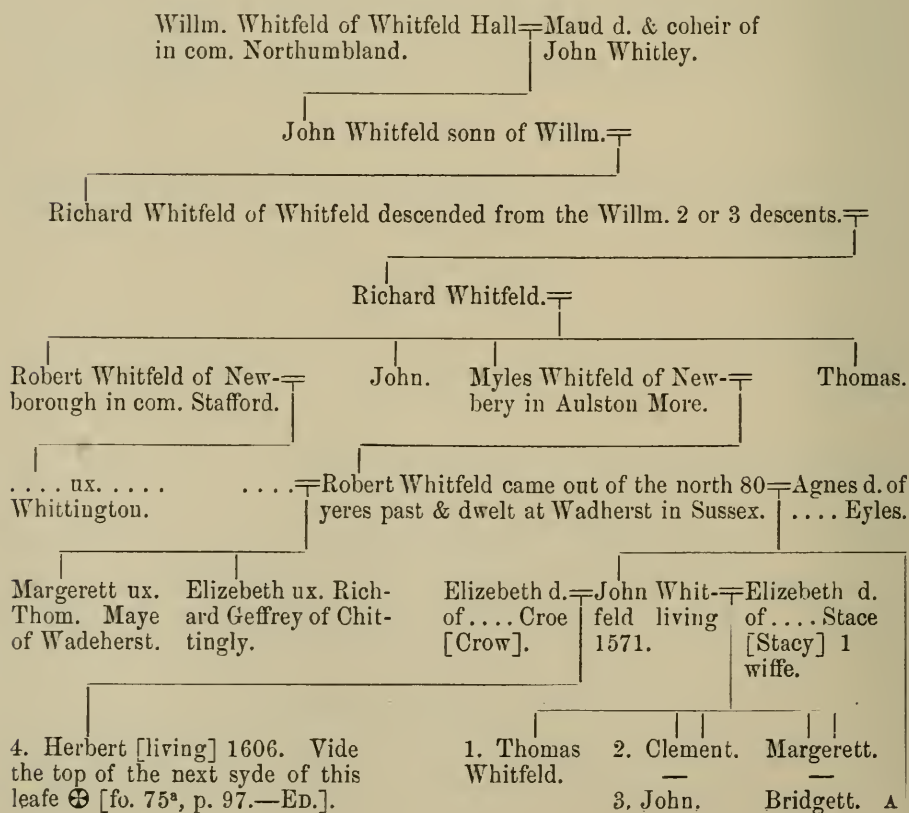 Willm. Whitfeld of Whitfeld Hall=Maud d. & coheir of
in com. Northumbland. John Whitley.
John Whitfeld sonn of Willm.=
Richard Whitfeld of Whitfeld descended from the Willm. 2 or 3 descents.=
Richard Whitfeld.=
Robert Whitfeld of New-=
borough in com. Stafford.
John.
Myles Whitfeld of New-=
bery in Aulston More.
Thomas.
.... ux. .....
Whittington.
....=Robert Whitfeld came out of the north 80=Agnes d. of
yeres past & dwelt at Wadherst in Sussex. .... Eyles.
Margerett ux.
Thom. Maye
of Wadeherst.
Elizebeth ux. Rich-
ard Geffrey of Chit-
tingly.
Elizebeth d.=
of .... Croe
[Crow].
John Whit-=
feld living
1571.
Elizebeth d.
of .... Stace
[Stacy] 1
wiffe.
4. Herbert [living] 1606. Vide
the top of the next syde of this
leafe ⊕ [fo. 75ª, p. 97.—ED.].
1. Thomas
Whitfeld.
2. Clement.
—
3. John.
Margerett.
—
Bridgett.
A